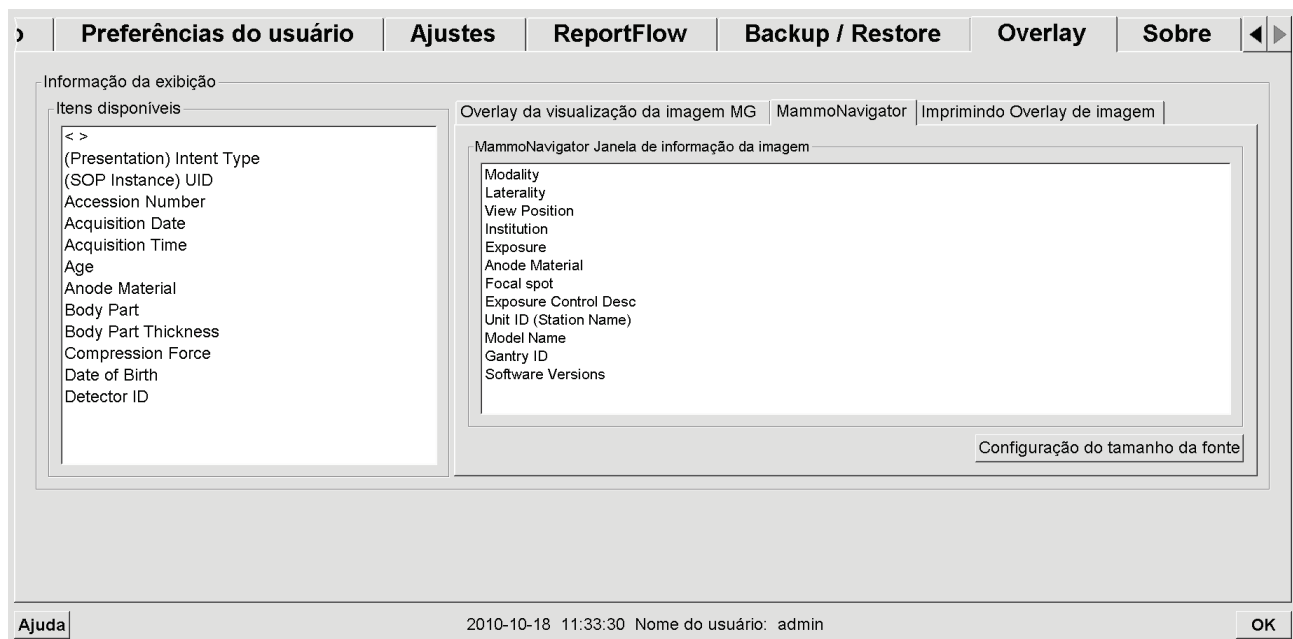 Preferências do usuário Ajustes ReportFlow Backup / Restore Overlay Sobre
Informação da exibição
Itens disponíveis
< >
(Presentation) Intent Type
(SOP Instance) UID
Accession Number
Acquisition Date
Acquisition Time
Age
Anode Material
Body Part
Body Part Thickness
Compression Force
Date of Birth
Detector ID
Overlay da visualização da imagem MG MammoNavigator Imprimindo Overlay de imagem
MammoNavigator Janela de informação da imagem
Modality
Laterality
View Position
Institution
Exposure
Anode Material
Focal spot
Exposure Control Desc
Unit ID (Station Name)
Model Name
Gantry ID
Software Versions
Configuração do tamanho da fonte
Ajuda 2010-10-18 11:33:30 Nome do usuário: admin OK